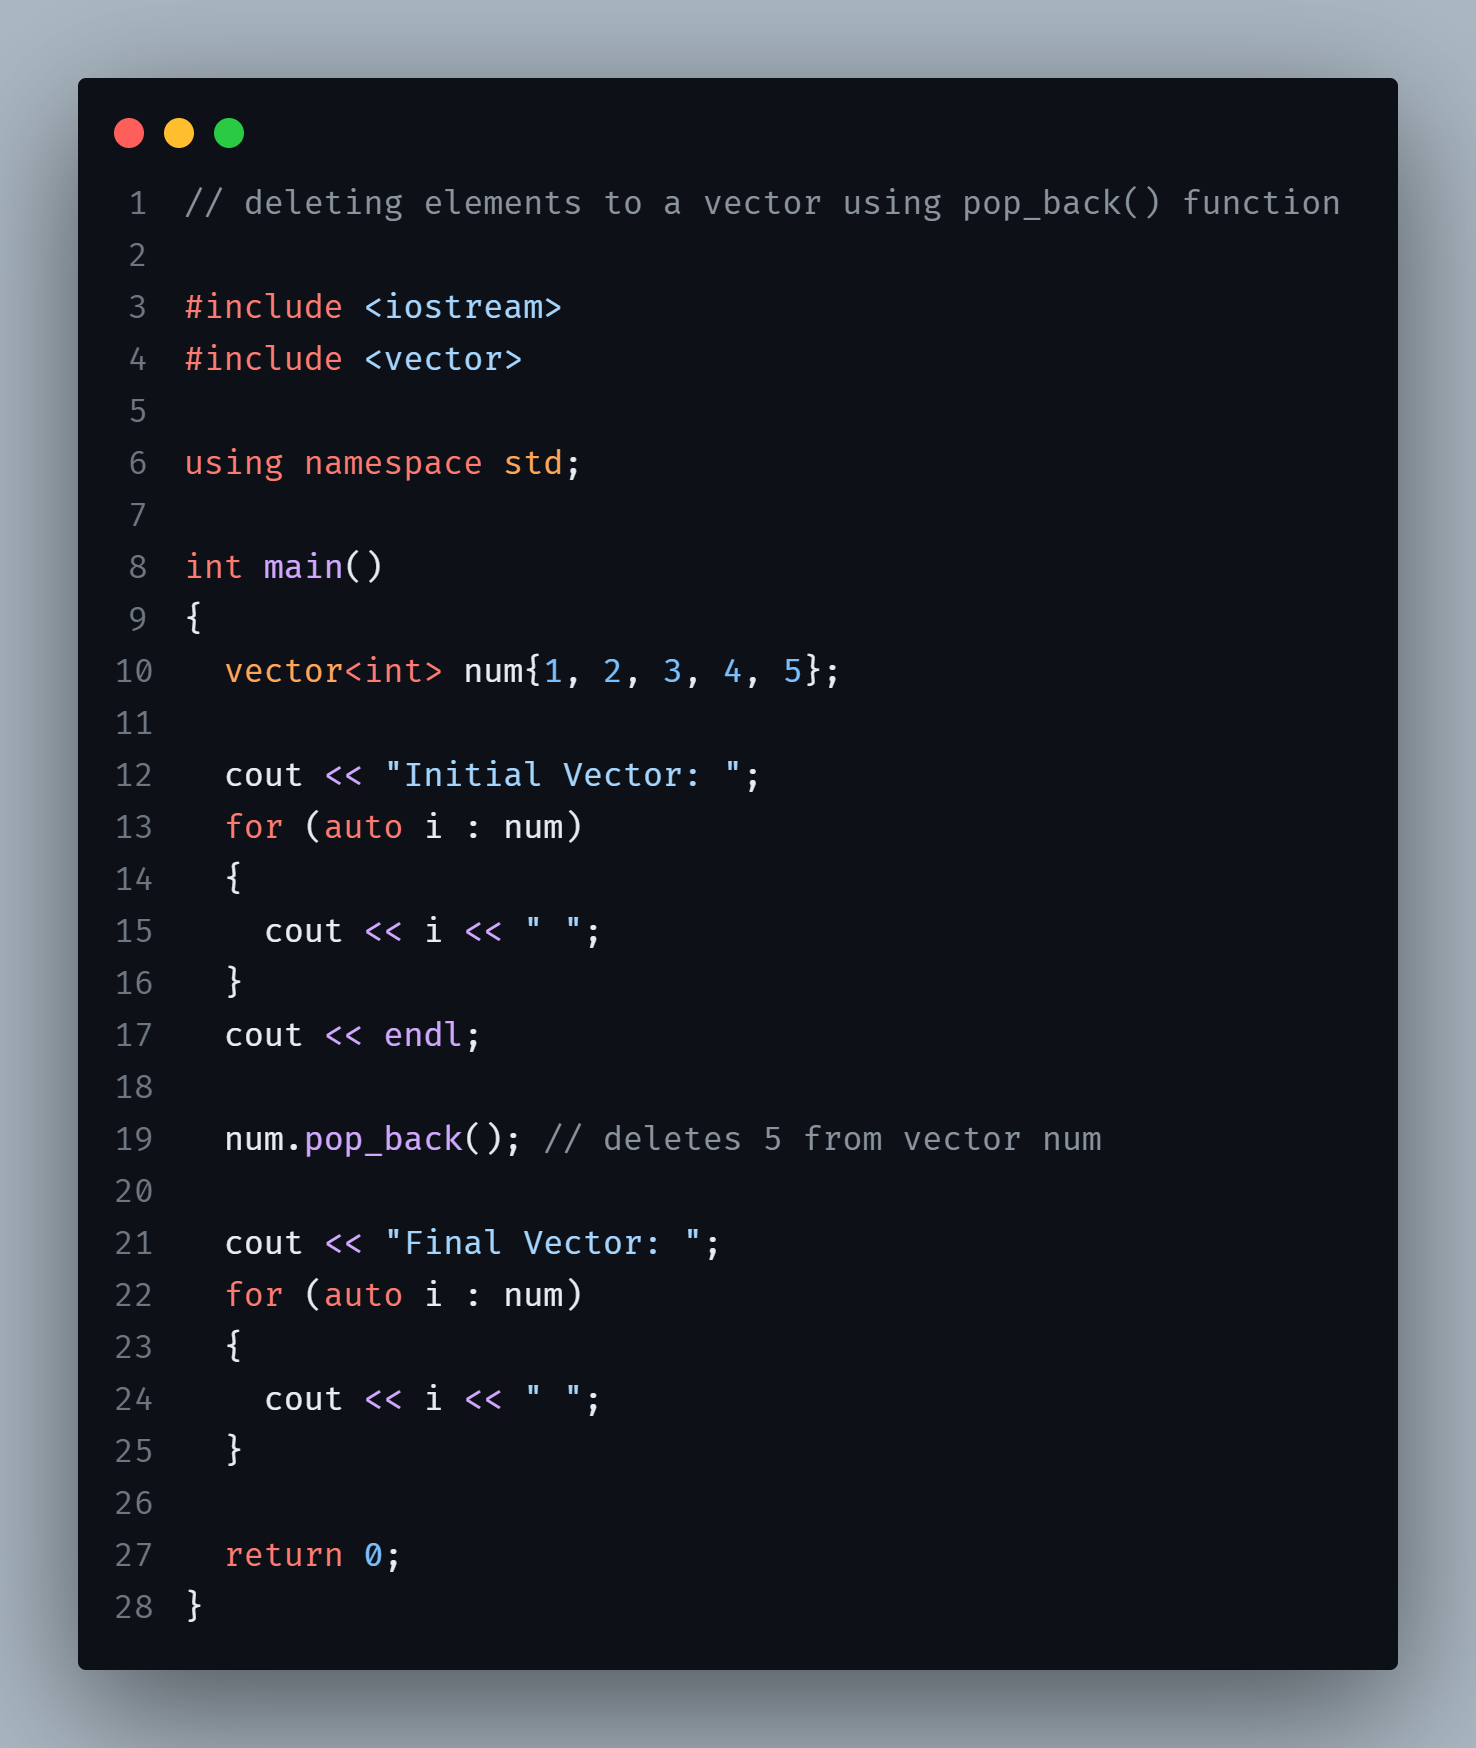 1 // deleting elements to a vector using pop_back() function
2
3 #include <iostream>
4 #include <vector>
5
6 using namespace std;
7
8 int main()
9 {
10   vector<int> num{1, 2, 3, 4, 5};
11
12   cout << "Initial Vector: ";
13   for (auto i : num)
14   {
15     cout << i << " ";
16   }
17   cout << endl;
18
19   num.pop_back(); // deletes 5 from vector num
20
21   cout << "Final Vector: ";
22   for (auto i : num)
23   {
24     cout << i << " ";
25   }
26
27   return 0;
28 }